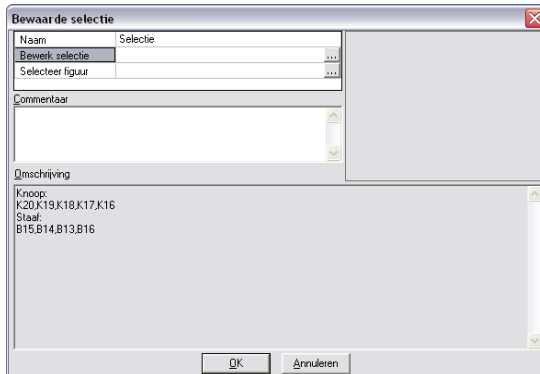 Bewaarde selectie
Naam Selectie
Bewerk selectie ...
Selecteer figuur ...
Commentaar
Omschrijving
Knoop:
K20,K19,K18,K17,K16
Staaf:
B15,B14,B13,B16
OK Annuleren